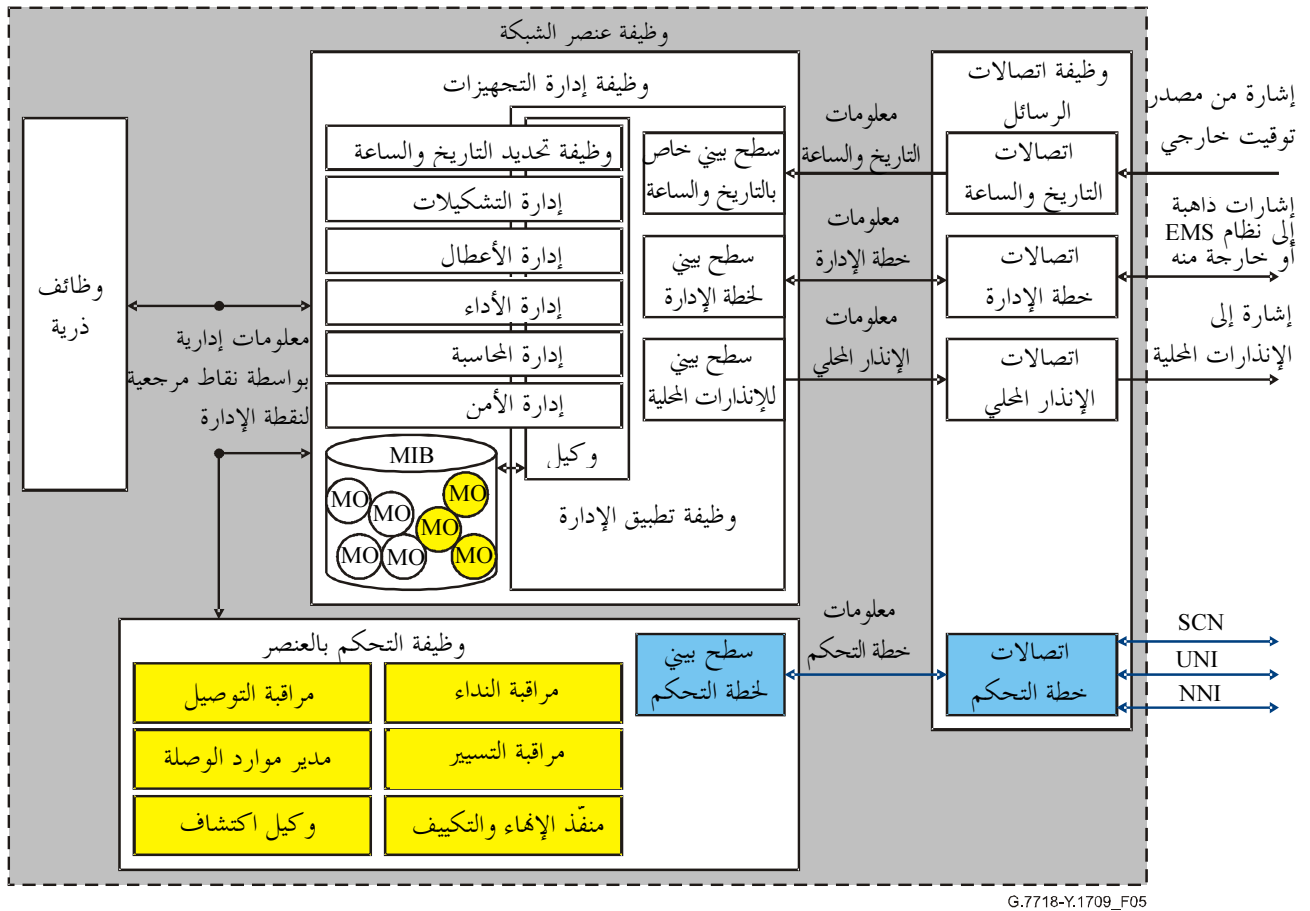 وظيفة عنصر الشبكة
وظيفة اتصالات
الرسائل
إشارة من مصدر
توقيت خارجي
اتصالات
التاريخ والساعة
معلومات
التاريخ والساعة
إشارات ذاهبة
إلى نظام EMS
أو خارجة منه
اتصالات
خطة الإدارة
معلومات
خطة الإدارة
إشارة إلى
الإنذارات المحلية
اتصالات
الإنذار المحلي
معلومات
الإنذار المحلي
وظيفة إدارة التجهيزات
سطح بيني خاص
بالتاريخ والساعة
سطح بيني
لخطة الإدارة
سطح بيني
للإنذارات المحلية
وظيفة تحديد التاريخ والساعة
إدارة التشكيلات
إدارة الأعطال
إدارة الأداء
إدارة المحاسبة
إدارة الأمن
وكيل
وظيفة تطبيق الإدارة
MIB
MO
MO
MO
MO
MO
MO
MO
وظائف
ذرية
معلومات إدارية
بواسطة نقاط مرجعية
لنقطة الإدارة
وظيفة التحكم بالعنصر
سطح بيني
لخطة التحكم
معلومات
خطة التحكم
اتصالات
خطة التحكم
SCN
UNI
NNI
مراقبة النداء
مراقبة التوصيل
مراقبة التسيير
مدير موارد الوصلة
منفّذ الإنهاء والتكييف
وكيل اكتشاف
G.7718-Y.1709_F05